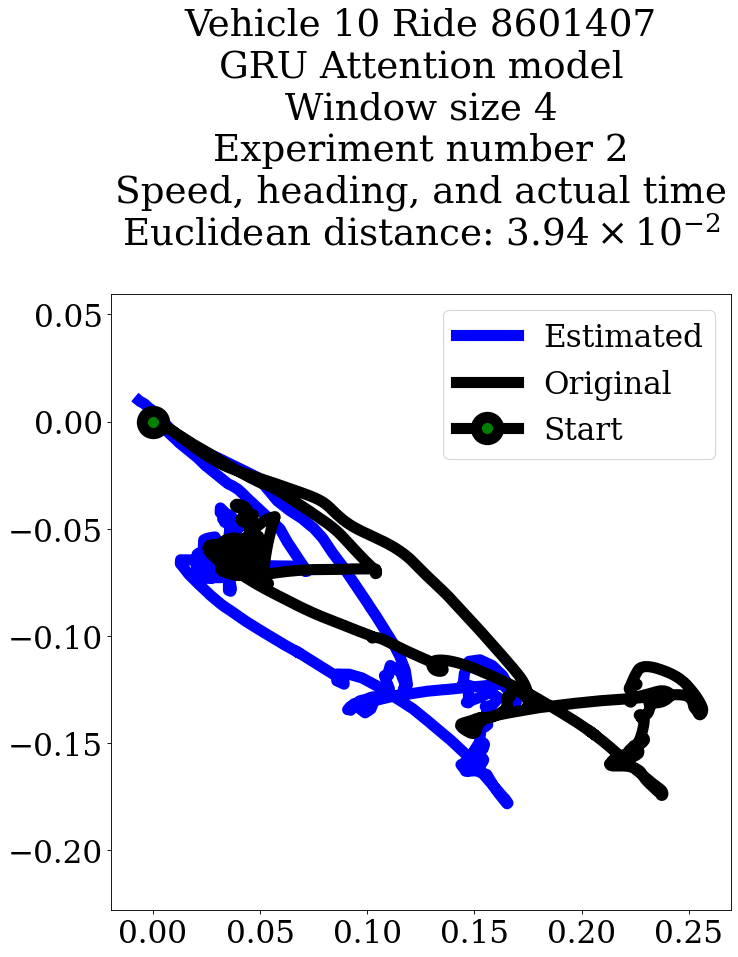 Vehicle 10 Ride 8601407
GRU Attention model
Window size 4
Experiment number 2
Speed, heading, and actual time
Euclidean distance: 3.94 × 10⁻²
Estimated
Original
Start
0.05
0.00
−0.05
−0.10
−0.15
−0.20
0.00 0.05 0.10 0.15 0.20 0.25